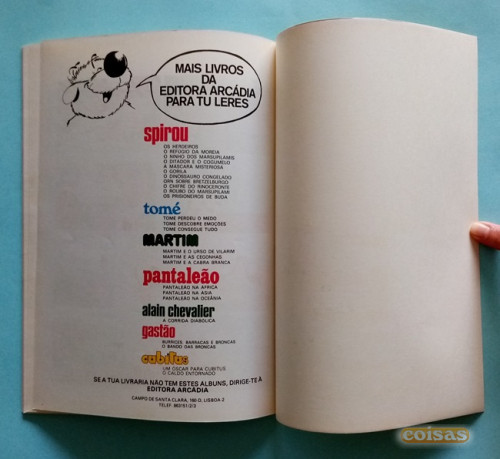 MAIS LIVROS
DA
EDITORA ARCÁDIA
PARA TU LERES
spirou
OS HERDEIROS
O REFÚGIO DA MOREIA
O NINHO DOS MARSUPILAMIS
O DITADOR E O COGUMELO
A MÁSCARA MISTERIOSA
O GORILA
O DINOSSAURO CONGELADO
QRN SOBRE BRETZELBURGO
O CHIFRE DO RINOCERONTE
O ROUBO DO MARSUPILAMI
OS PRISIONEIROS DE BUDA
tomé
TOMÉ PERDEU O MEDO
TOMÉ DESCOBRE EMOÇÕES
TOMÉ CONSEGUE TUDO
MARTIM
MARTIM E O URSO DE VILARIM
MARTIM E AS CEGONHAS
MARTIM E A CABRA BRANCA
pantaleão
PANTALEÃO NA ÁFRICA
PANTALEÃO NA ÁSIA
PANTALEÃO NA OCEÂNIA
alain chevalier
A CORRIDA DIABÓLICA
gastão
BURRICES, BARRACAS E BRONCAS
O BANDO DAS BRONCAS
cubitus
UM OSCAR PARA CUBITUS
O CALDO ENTORNADO
SE A TUA LIVRARIA NÃO TEM ESTES ALBUNS, DIRIGE-TE À
EDITORA ARCÁDIA
CAMPO DE SANTA CLARA, 160-D, LISBOA-2
coisas